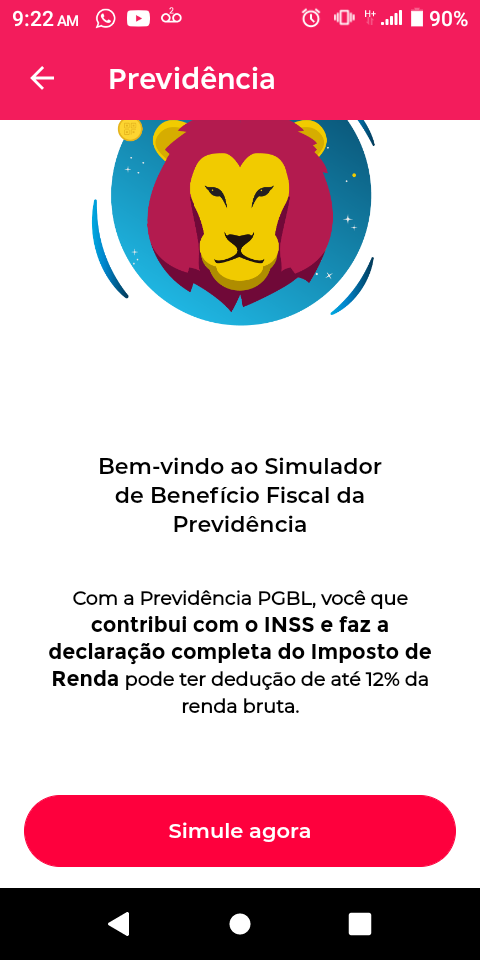 9:22 AM 2 H+ 90%
Previdência
Bem-vindo ao Simulador
de Benefício Fiscal da
Previdência
Com a Previdência PGBL, você que
contribui com o INSS e faz a
declaração completa do Imposto de
Renda pode ter dedução de até 12% da
renda bruta.
Simule agora